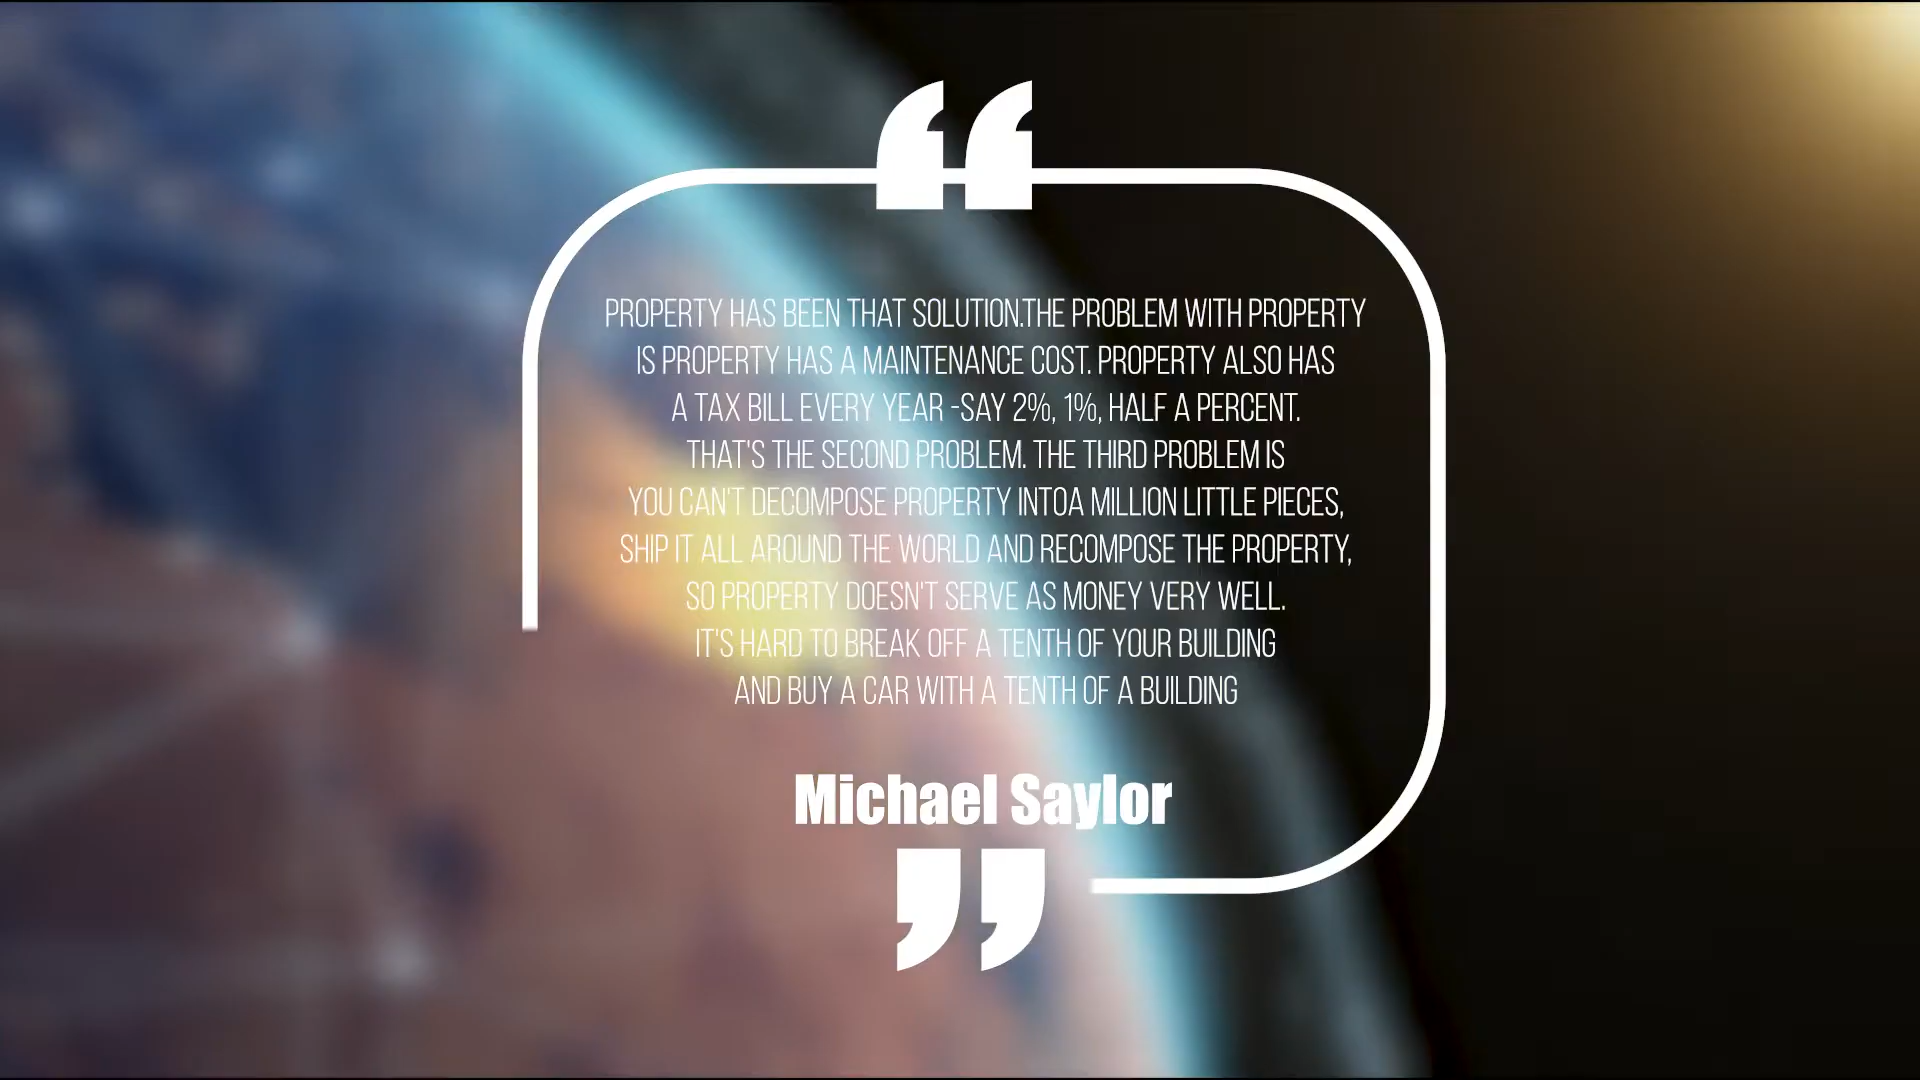 PROPERTY HAS BEEN THAT SOLUTION.THE PROBLEM WITH PROPERTY
IS PROPERTY HAS A MAINTENANCE COST. PROPERTY ALSO HAS
A TAX BILL EVERY YEAR -SAY 2%, 1%, HALF A PERCENT.
THAT'S THE SECOND PROBLEM. THE THIRD PROBLEM IS
YOU CAN'T DECOMPOSE PROPERTY INTOA MILLION LITTLE PIECES,
SHIP IT ALL AROUND THE WORLD AND RECOMPOSE THE PROPERTY,
SO PROPERTY DOESN'T SERVE AS MONEY VERY WELL.
IT'S HARD TO BREAK OFF A TENTH OF YOUR BUILDING
AND BUY A CAR WITH A TENTH OF A BUILDING
Michael Saylor